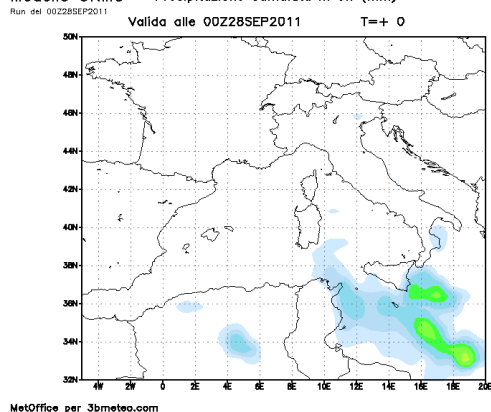 Run del 00Z28SEP2011
Valida alle 00Z28SEP2011 T=+ 0
50N
48N
46N
44N
42N
40N
38N
36N
34N
32N
4W 2W 0 2E 4E 6E 8E 10E 12E 14E 16E 18E 20E
MetOffice per 3bmeteo.com